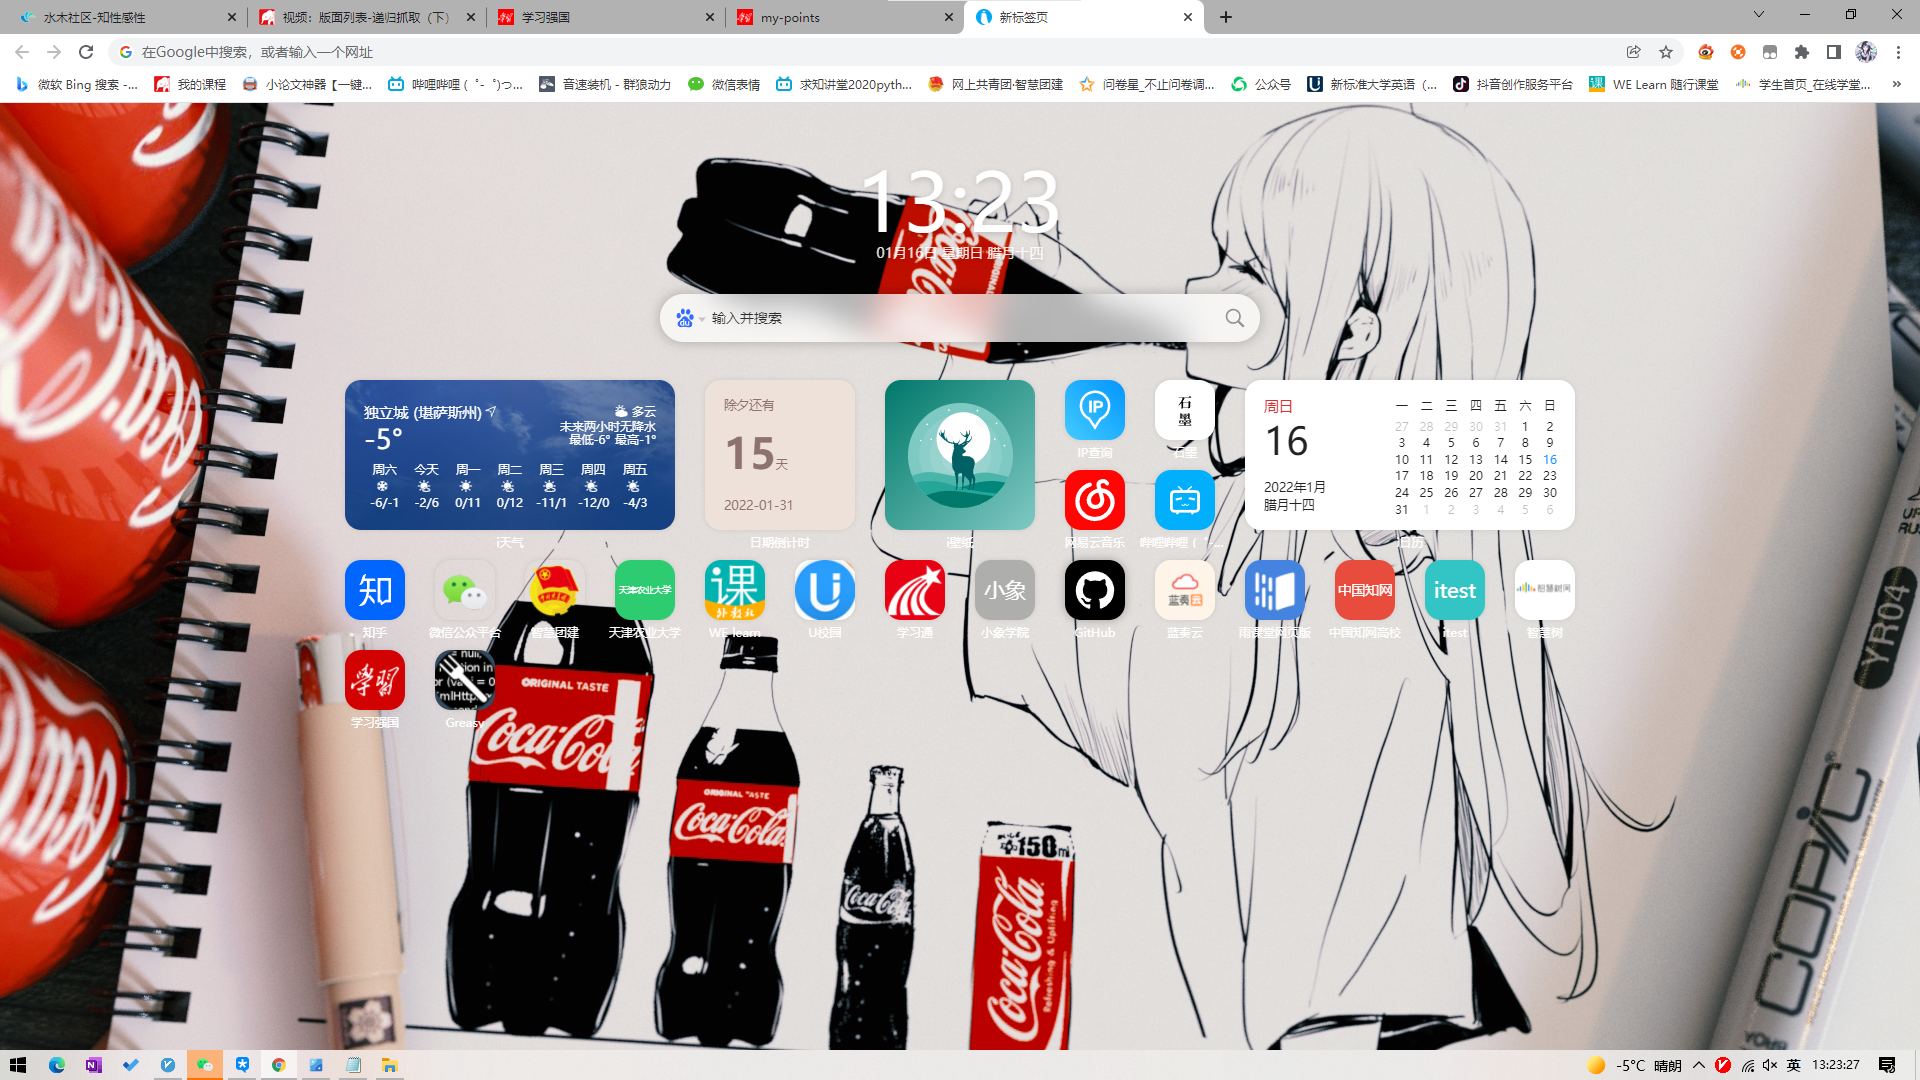 水木社区-知性感性
视频：版面列表-递归抓取（下）
学习强国
my-points
新标签页
在Google中搜索，或者输入一个网址
微软 Bing 搜索 -...
我的课程
小论文神器【一键...
哔哩哔哩 (゜-゜)つ...
音速装机 - 群狼动力
微信表情
求知讲堂2020pyth...
网上共青团·智慧团建
问卷星_不止问卷调...
公众号
新标准大学英语（...
抖音创作服务平台
WE Learn 随行课堂
学生首页_在线学堂...
»
13:23
01月16日 星期日 腊月十四
输入并搜索
独立城 (堪萨斯州)
多云
-5°
未来两小时无降水
最低-6° 最高-1°
周六 今天 周一 周二 周三 周四 周五
-6/-1 -2/6 0/11 0/12 -11/1 -12/0 -4/3
i天气
除夕还有
15天
2022-01-31
日期倒计时
i壁纸
IP
IP查询
石墨
石墨
网易云音乐
哔哩哔哩 (゜-...
周日
16
2022年1月
腊月十四
一 二 三 四 五 六 日
27 28 29 30 31 1 2
3 4 5 6 7 8 9
10 11 12 13 14 15 16
17 18 19 20 21 22 23
24 25 26 27 28 29 30
31 1 2 3 4 5 6
日历
知
天津农业大学
课
外教社
U
小象
蓝奏云
中国知网
itest
智慧树网
知乎
微信公众平台
智慧团建
天津农业大学
WE learn
U校园
学习通
小象学院
GitHub
蓝奏云
雨课堂网页版
中国知网高校
itest
智慧树
学習
学习强国
Greasy
ORIGINAL TASTE
Coca-Cola
ORIGINAL TASTE
Coca-Cola
Coca-Cola
150ml
Coca-Cola
Refreshing & Uplifting
YR04
COPIC
-5°C 晴朗
英
13:23:27